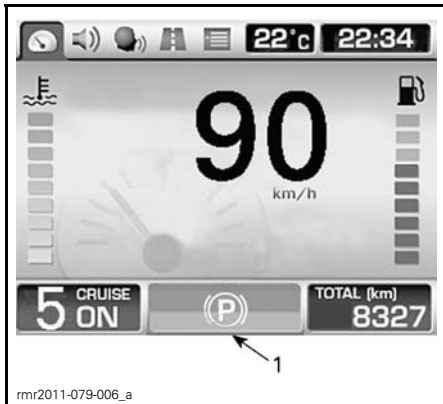 22°C 22:34
90
km/h
5 CRUISE ON
(P)
TOTAL (km)
8327
1
rmr2011-079-006_a